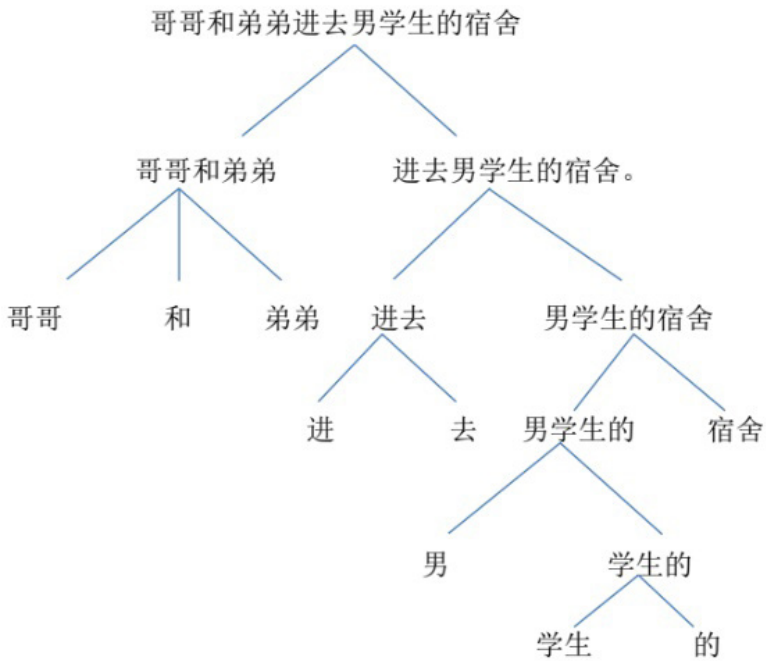 哥哥和弟弟进去男学生的宿舍
哥哥和弟弟 进去男学生的宿舍。
哥哥 和 弟弟 进去 男学生的宿舍
进 去 男学生的 宿舍
男 学生的
学生 的